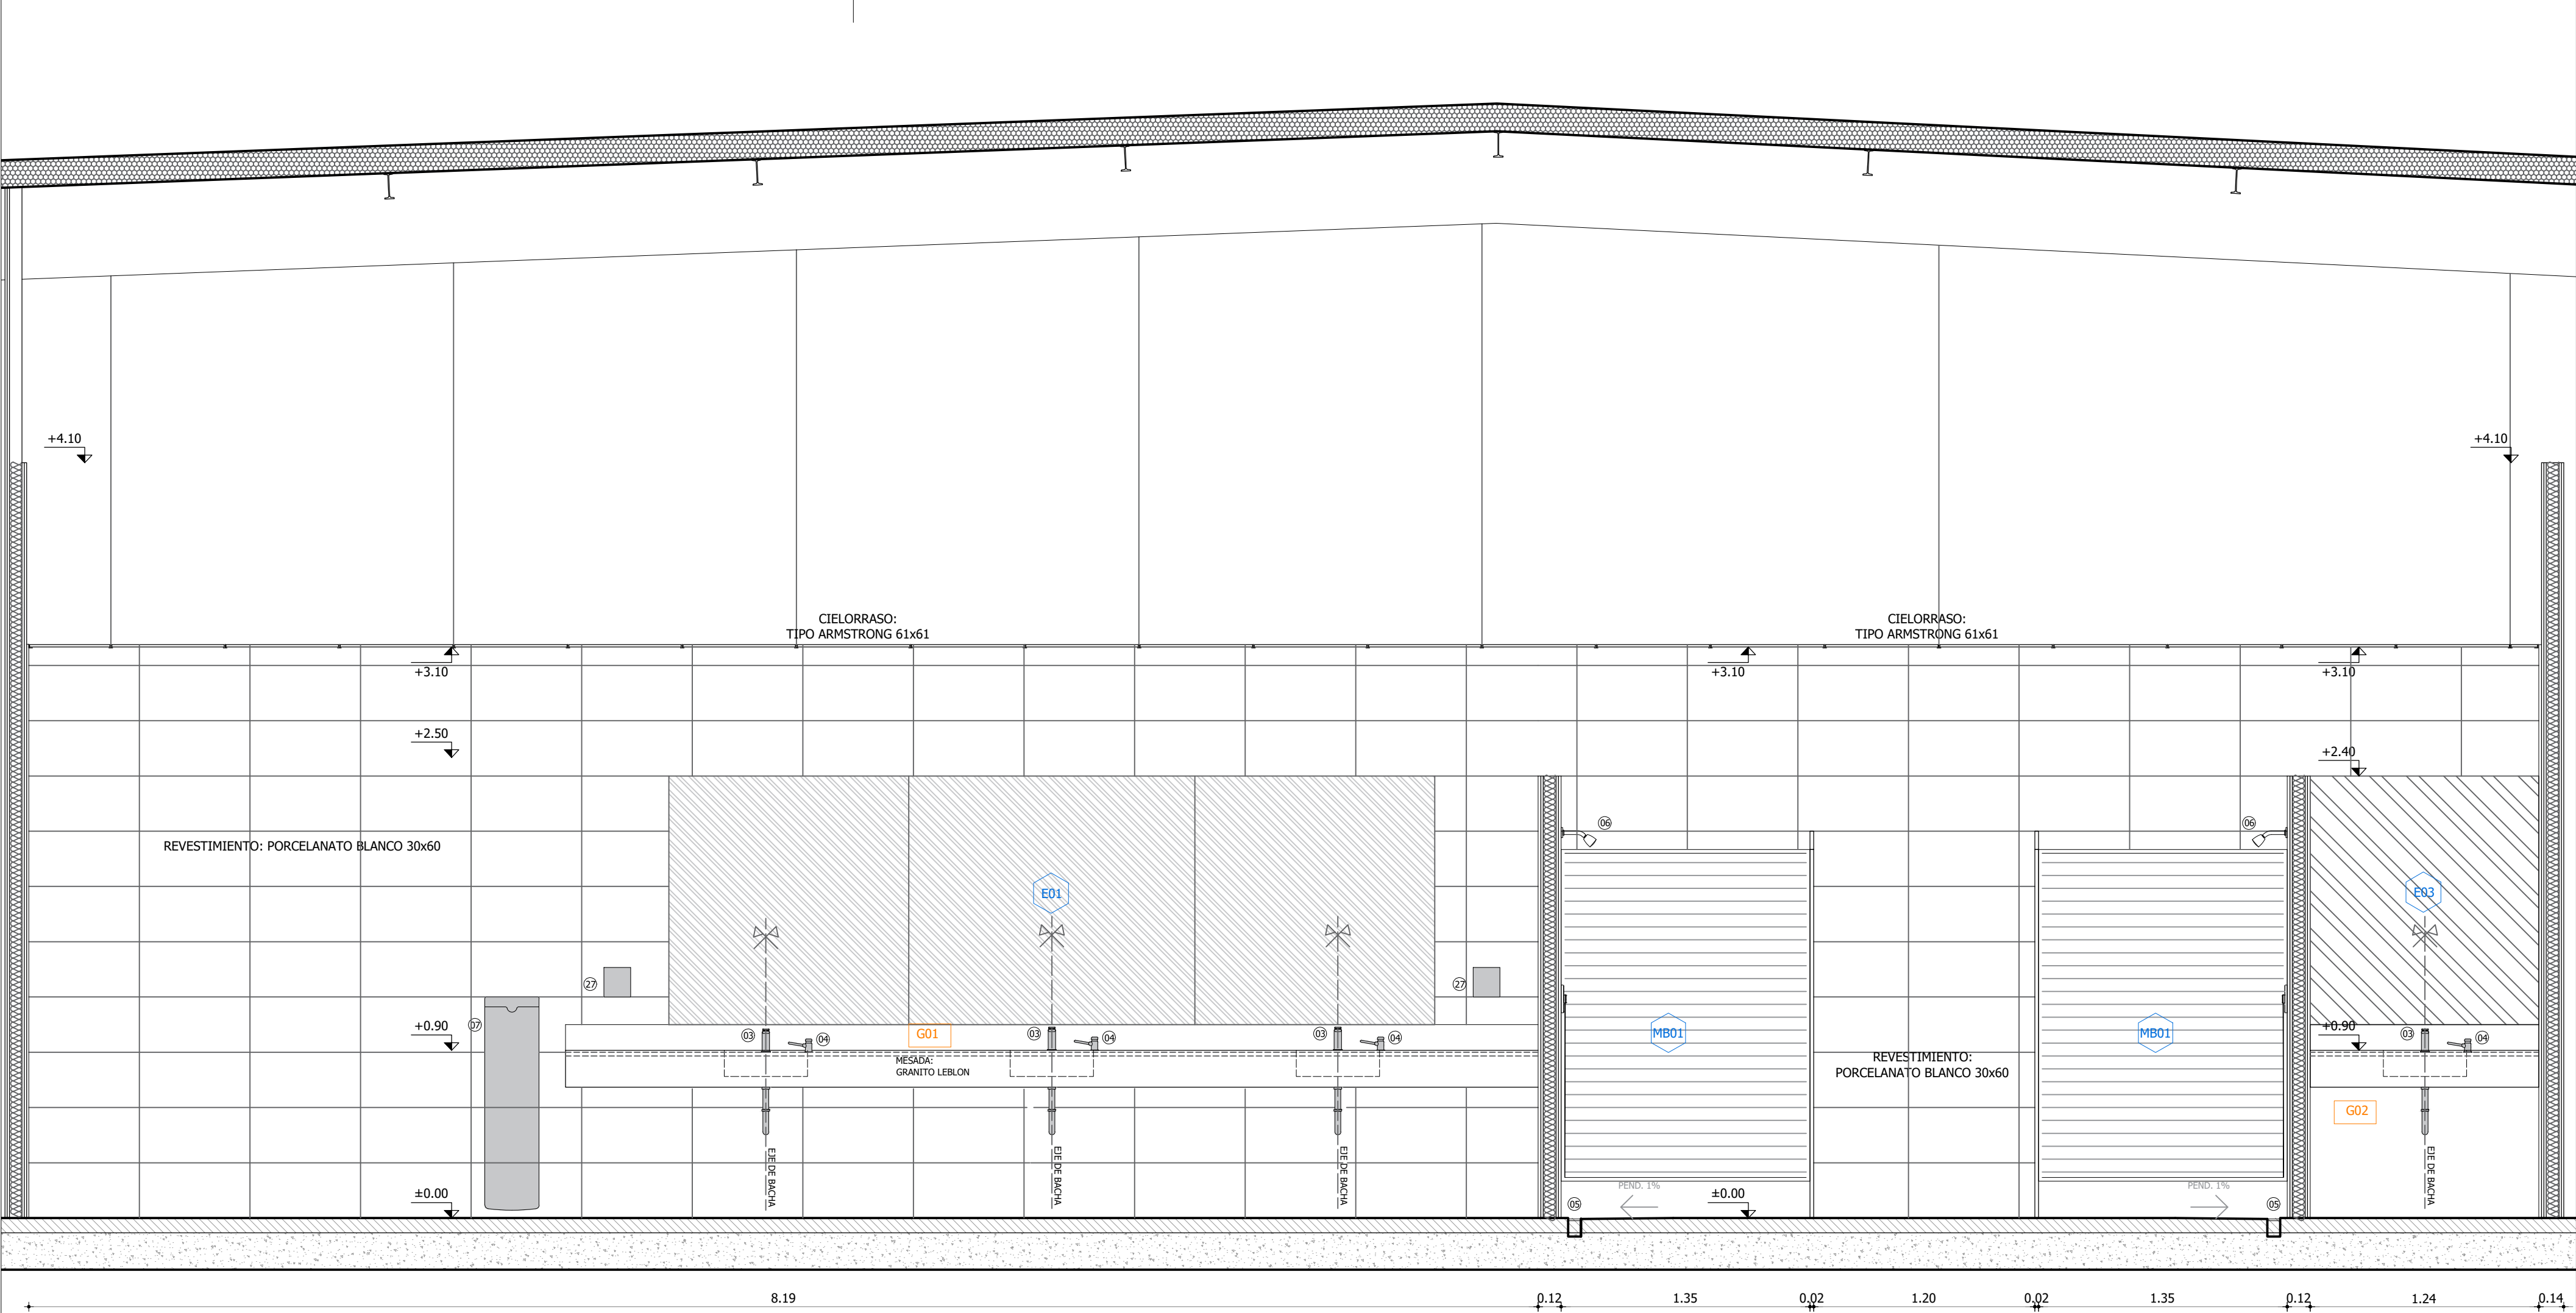 +4.10
+4.10
CIELORRASO:
TIPO ARMSTRONG 61x61
CIELORRASO:
TIPO ARMSTRONG 61x61
+3.10
+3.10
+3.10
+2.50
+2.40
REVESTIMIENTO: PORCELANATO BLANCO 30x60
06
06
E01
E03
27
27
07
+0.90
03
04
G01
03
04
03
04
MB01
MB01
+0.90
03
04
MESADA:
GRANITO LEBLON
REVESTIMIENTO:
PORCELANATO BLANCO 30x60
G02
EJE DE BACHA
EJE DE BACHA
EJE DE BACHA
EJE DE BACHA
±0.00
05
PEND. 1%
±0.00
PEND. 1%
05
8.19
0.12
1.35
0.02
1.20
0.02
1.35
0.12
1.24
0.14